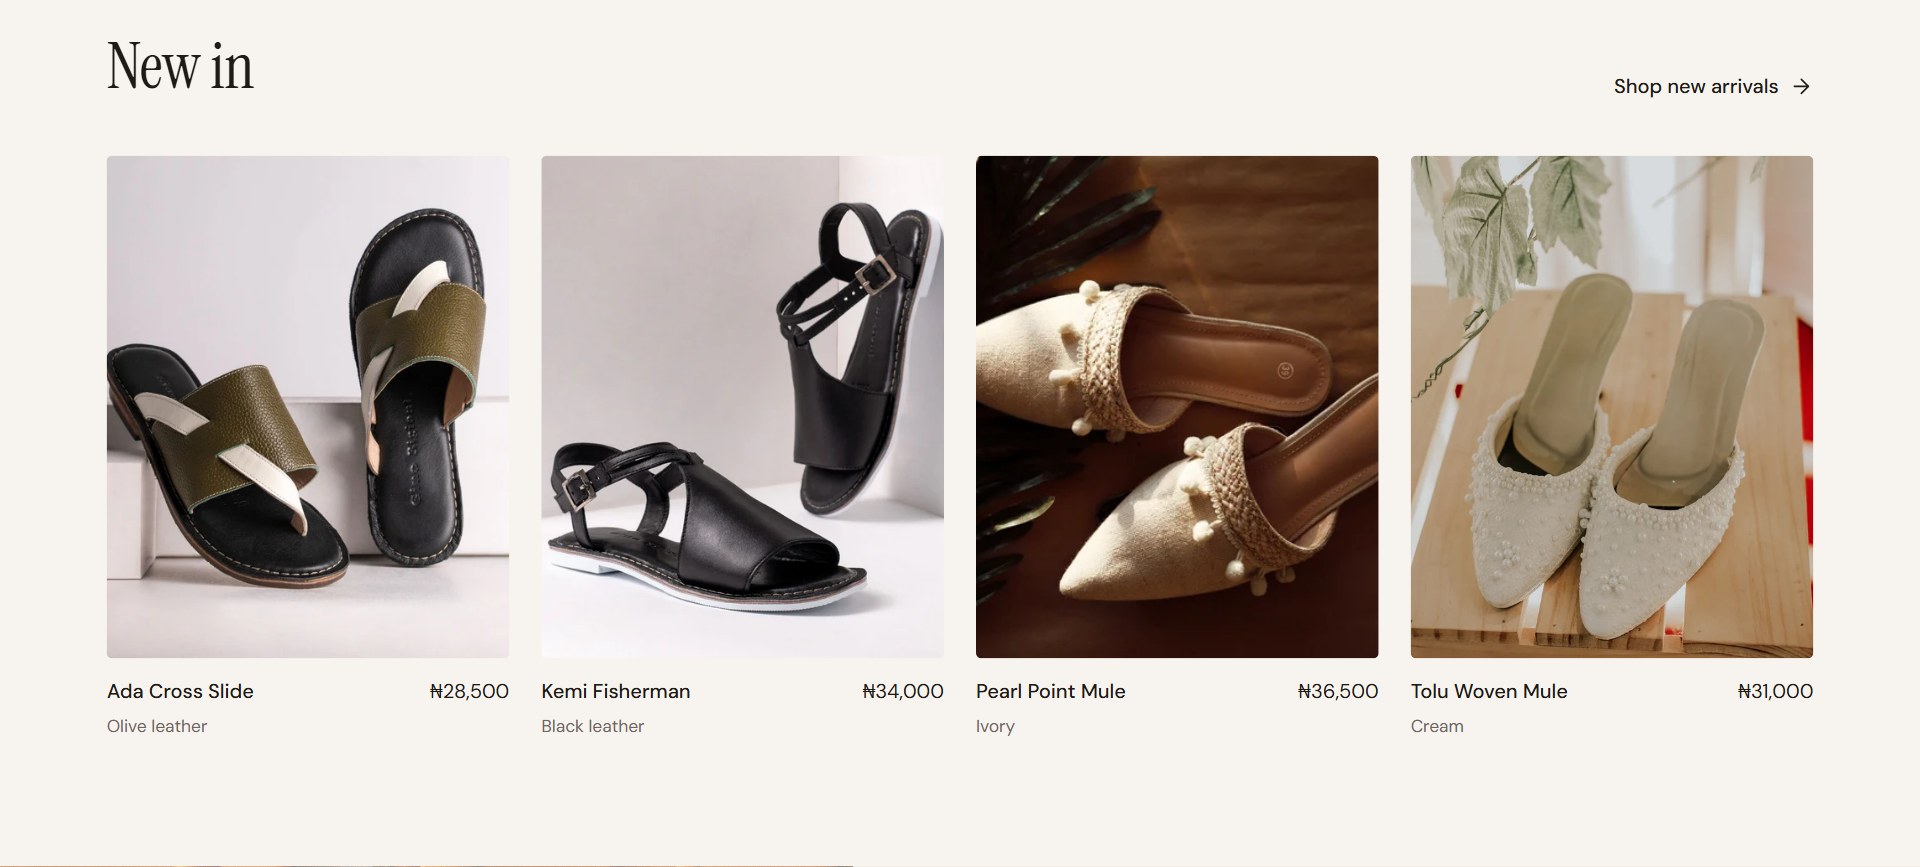 New in
Shop new arrivals →
Ada Cross Slide ₦28,500
Olive leather
Kemi Fisherman ₦34,000
Black leather
Pearl Point Mule ₦36,500
Ivory
Tolu Woven Mule ₦31,000
Cream